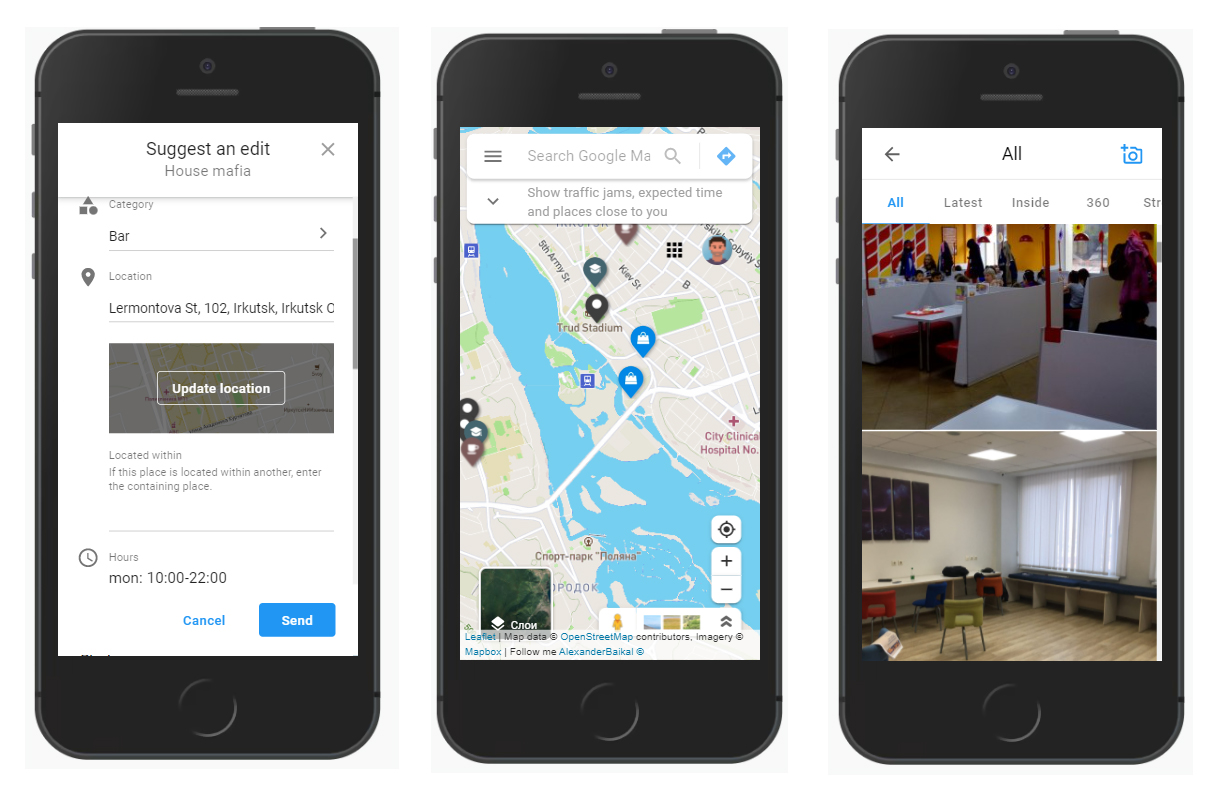 Suggest an edit
House mafia
Category
Bar
Location
Lermontova St, 102, Irkutsk, Irkutsk O
Update location
Located within
If this place is located within another, enter
the containing place.
Hours
mon: 10:00-22:00
Cancel
Send
Search Google Ma
Show traffic jams, expected time
and places close to you
5th Army St
Kiev St
Trud Stadium
City Clinica
Hospital No.
Спорт-парк "Поляна"
Слои
Leaflet | Map data © OpenStreetMap contributors, Imagery ©
Mapbox | Follow me AlexanderBaikal ©
All
All
Latest
Inside
360
Str